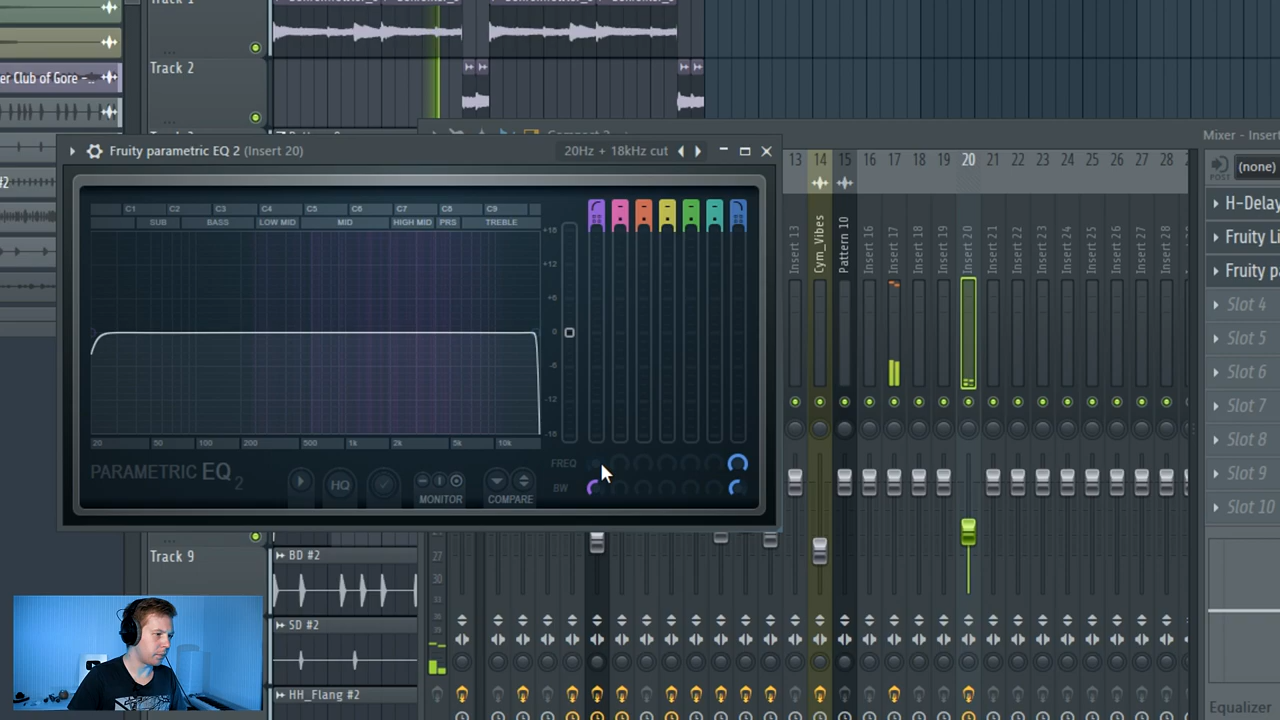 Track 1
Track 2
er Club of Gore -..
#2
Fruity parametric EQ 2 (Insert 20)
20Hz + 18kHz cut
Mixer - Insert
C1 C2 C3 C4 C5 C6 C7 C8 C9
SUB BASS LOW MID MID HIGH MID PRS TREBLE
+18
+12
+6
0
-6
-12
-18
20 50 100 200 500 1k 2k 5k 10k
PARAMETRIC EQ 2
HQ
MONITOR
COMPARE
FREQ
BW
13 14 15 16 17 18 19 20 21 22 23 24 25 26 27 28
Insert 13
Cym_Vibes
Pattern 10
Insert 16
Insert 17
Insert 18
Insert 19
Insert 20
Insert 21
Insert 22
Insert 23
Insert 24
Insert 25
Insert 26
Insert 27
Insert 28
POST
(none)
H-Delay
Fruity Li
Fruity pa
Slot 4
Slot 5
Slot 6
Slot 7
Slot 8
Slot 9
Slot 10
Equalizer
Track 9
BD #2
SD #2
HH_Flang #2
27
30